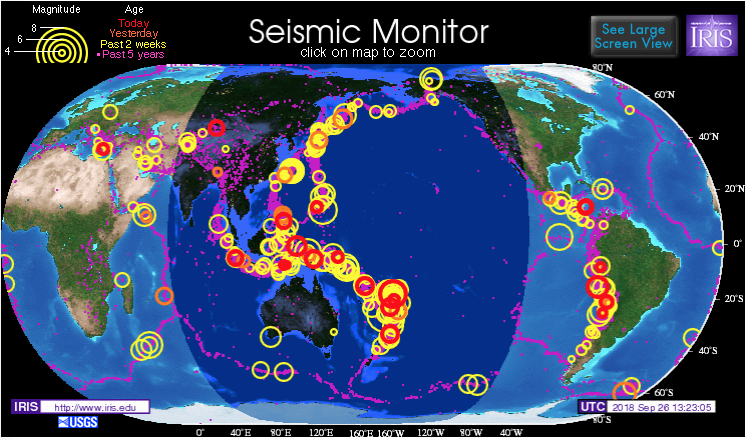 Magnitude
Age
8
6
4
Today
Yesterday
Past 2 weeks
Past 5 years
Seismic Monitor
click on map to zoom
See Large
Screen View
IRIS
80°N
60°N
40°N
20°N
0°
20°S
40°S
60°S
80°S
IRIS http://www.iris.edu
USGS
UTC 2018 Sep 26 13:23:05
0° 40°E 80°E 120°E 160°E 160°W 120°W 80°W 40°W